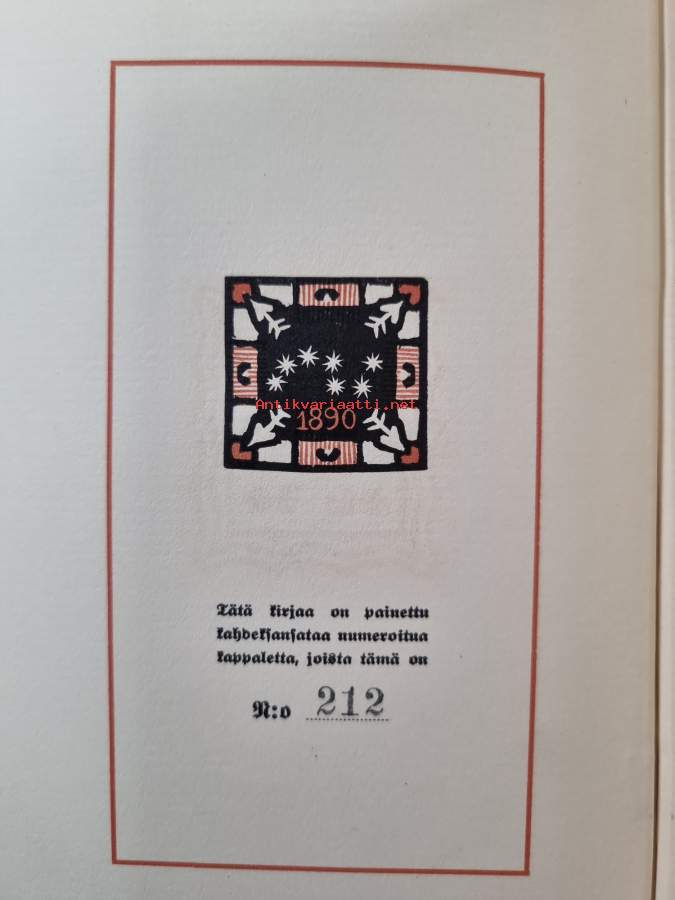 Antikvariaatti.net
1890
Tätä kirjaa on painettu
kahdeksansataa numeroitua
kappaletta, joista tämä on
N:o 212